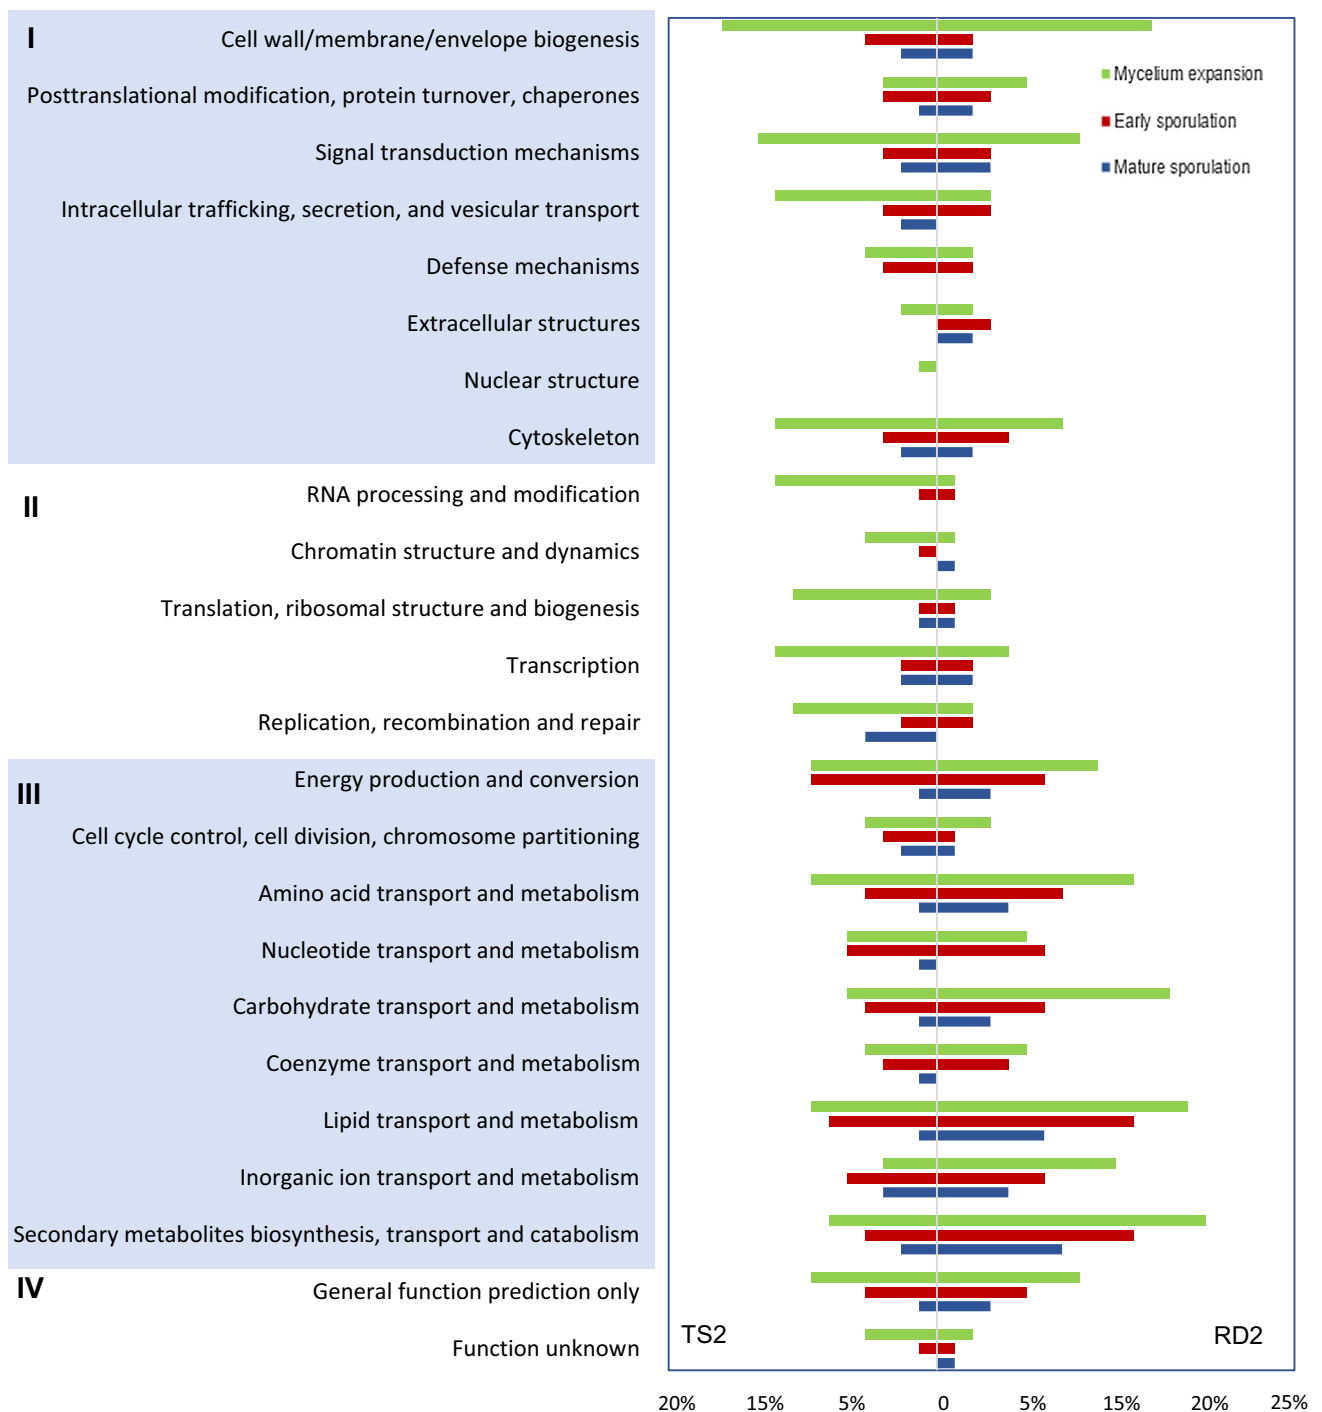 I
Cell wall/membrane/envelope biogenesis
Posttranslational modification, protein turnover, chaperones
Signal transduction mechanisms
Intracellular trafficking, secretion, and vesicular transport
Defense mechanisms
Extracellular structures
Nuclear structure
Cytoskeleton
II
RNA processing and modification
Chromatin structure and dynamics
Translation, ribosomal structure and biogenesis
Transcription
Replication, recombination and repair
III
Energy production and conversion
Cell cycle control, cell division, chromosome partitioning
Amino acid transport and metabolism
Nucleotide transport and metabolism
Carbohydrate transport and metabolism
Coenzyme transport and metabolism
Lipid transport and metabolism
Inorganic ion transport and metabolism
Secondary metabolites biosynthesis, transport and catabolism
IV
General function prediction only
Function unknown
Mycelium expansion
Early sporulation
Mature sporulation
TS2 RD2
20% 15% 5% 0 5% 15% 20% 25%